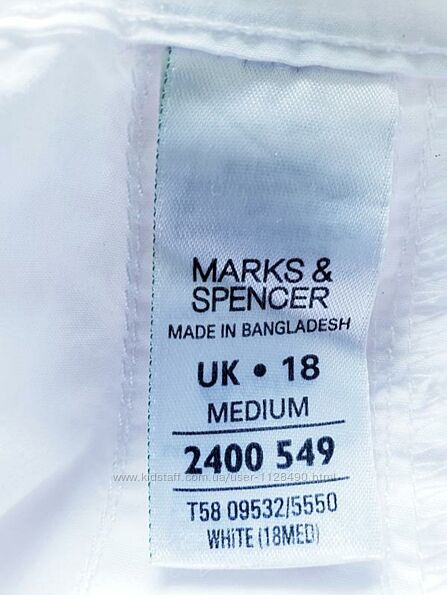 MARKS &
SPENCER
MADE IN BANGLADESH
UK • 18
MEDIUM
2400 549
www.kidstaff.com.ua/user-1128490.html
T58 09532/5550
WHITE (18MED)